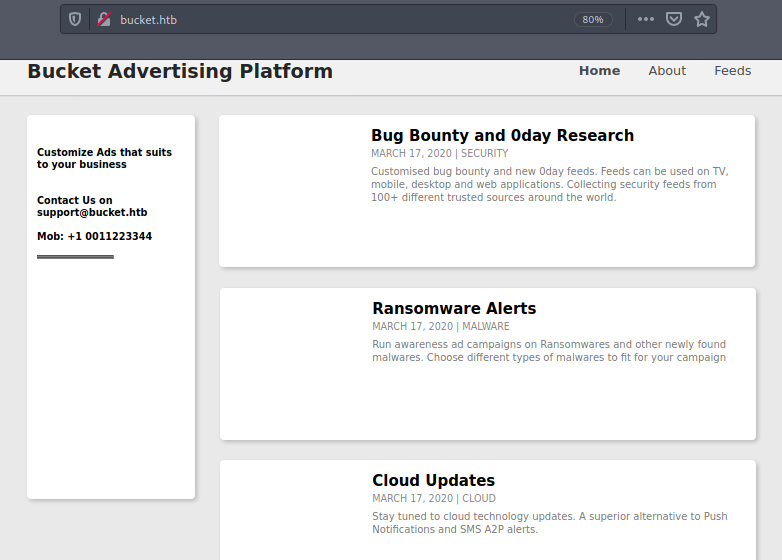 bucket.htb
80%
Bucket Advertising Platform
Home
About
Feeds
Customize Ads that suits
to your business
Contact Us on
support@bucket.htb
Mob: +1 0011223344
Bug Bounty and 0day Research
MARCH 17, 2020 | SECURITY
Customised bug bounty and new 0day feeds. Feeds can be used on TV,
mobile, desktop and web applications. Collecting security feeds from
100+ different trusted sources around the world.
Ransomware Alerts
MARCH 17, 2020 | MALWARE
Run awareness ad campaigns on Ransomwares and other newly found
malwares. Choose different types of malwares to fit for your campaign
Cloud Updates
MARCH 17, 2020 | CLOUD
Stay tuned to cloud technology updates. A superior alternative to Push
Notifications and SMS A2P alerts.